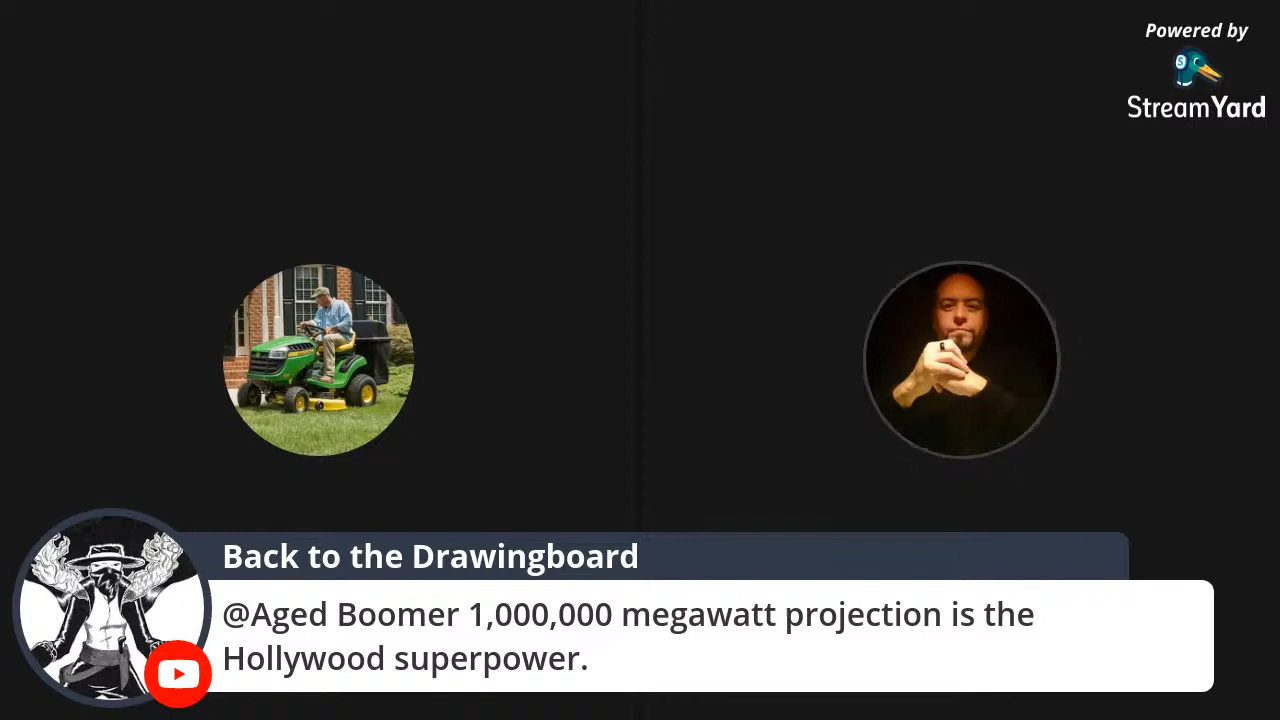 Powered by
StreamYard
Back to the Drawingboard
@Aged Boomer 1,000,000 megawatt projection is the
Hollywood superpower.